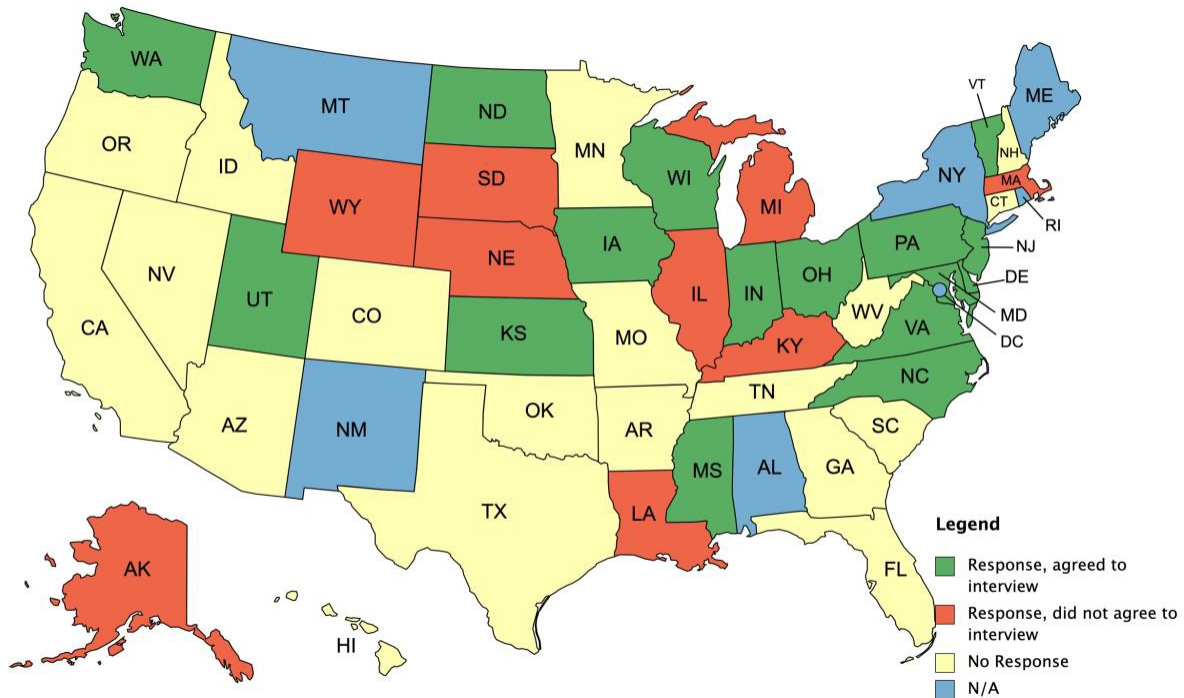 WA
MT
ND
MN
OR
ID
SD
WI
WY
MI
VT
ME
NH
NY
MA
CT
RI
NV
UT
CO
NE
IA
IL
IN
OH
PA
NJ
DE
MD
DC
CA
KS
MO
KY
WV
VA
AZ
NM
OK
AR
TN
NC
SC
TX
LA
MS
AL
GA
FL
AK
HI
Legend
Response, agreed to
interview
Response, did not agree to
interview
No Response
N/A